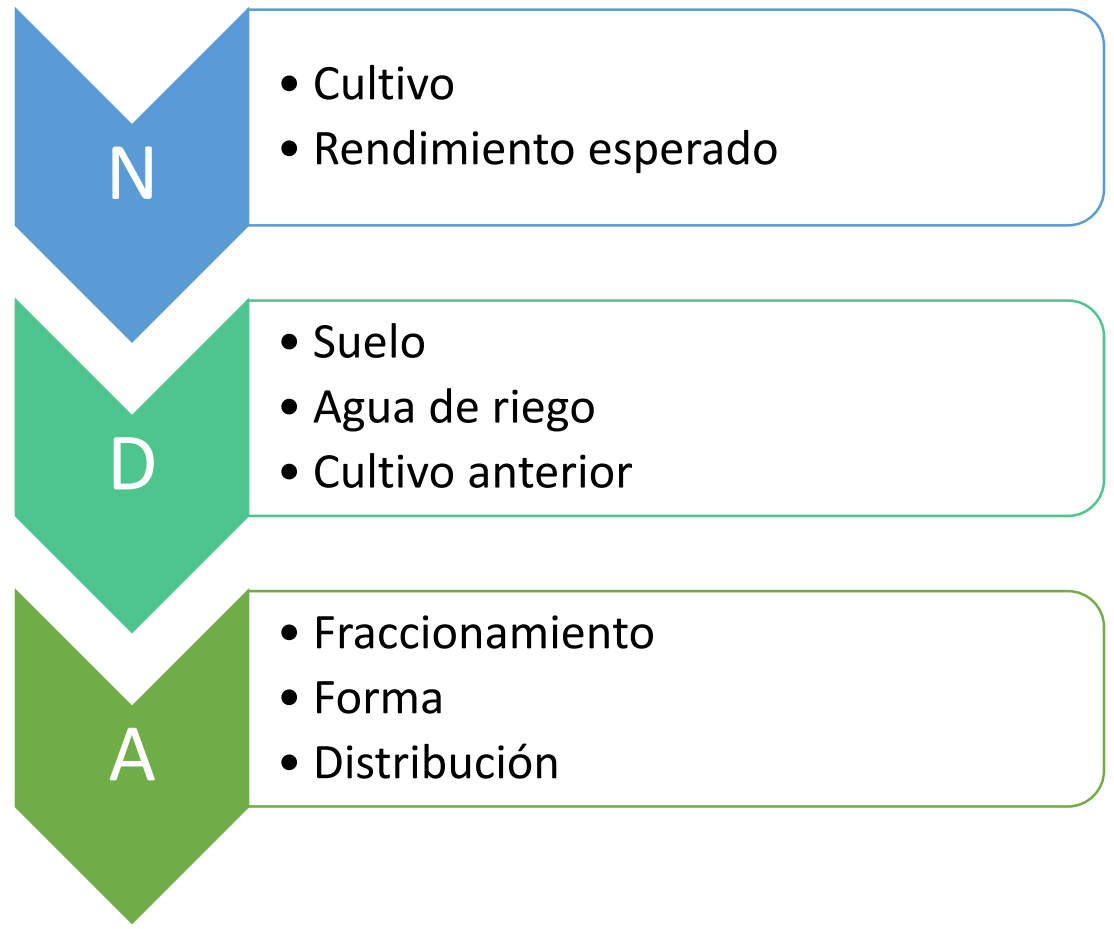 N
• Cultivo
• Rendimiento esperado
D
• Suelo
• Agua de riego
• Cultivo anterior
A
• Fraccionamiento
• Forma
• Distribución